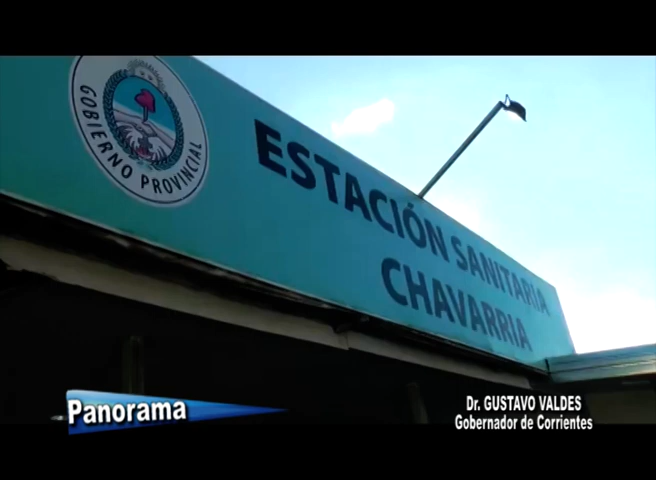 GOBIERNO PROVINCIAL
ESTACIÓN SANITARIA
CHAVARRIA
Panorama
Dr. GUSTAVO VALDES
Gobernador de Corrientes